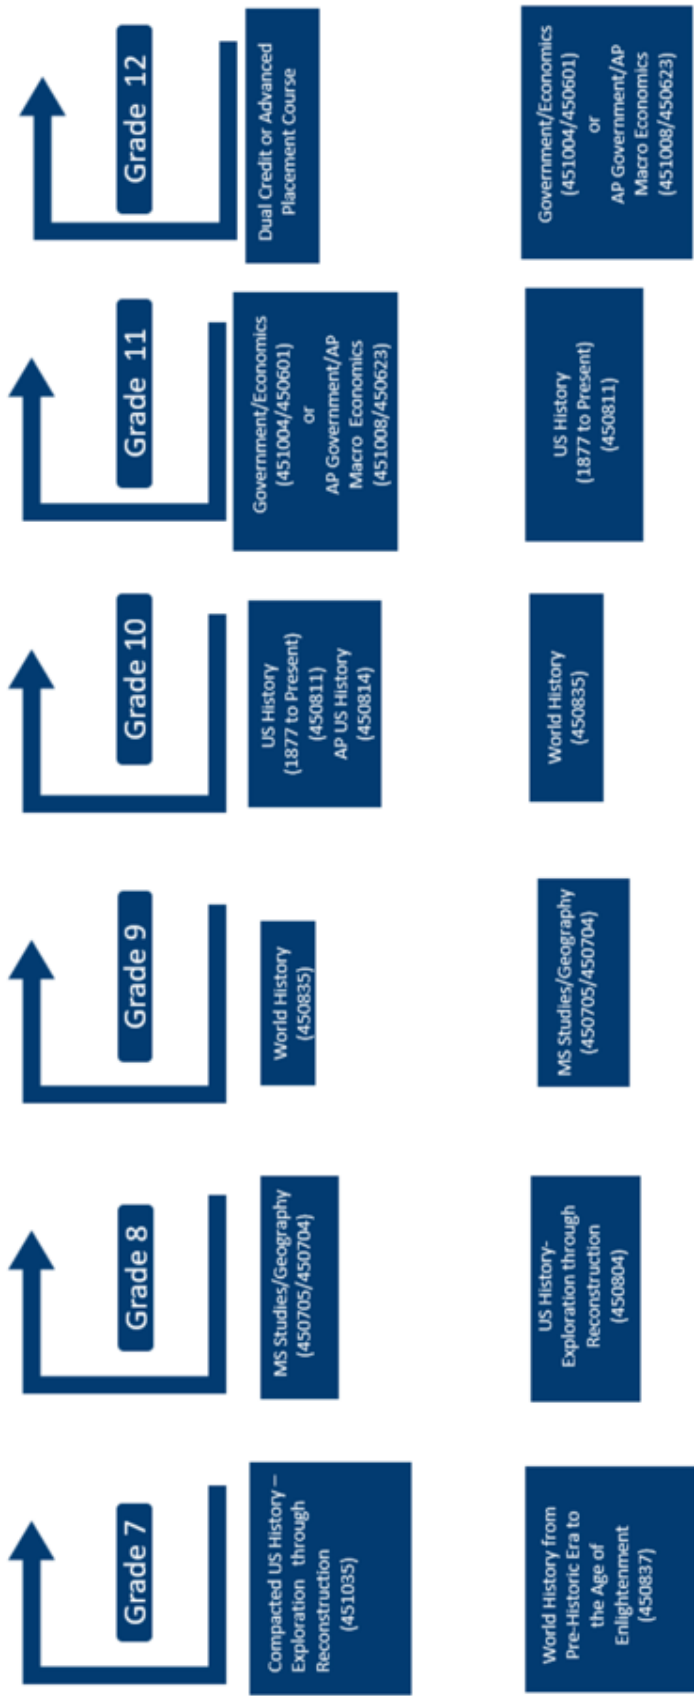 Grade 7
Grade 8
Grade 9
Grade 10
Grade 11
Grade 12
Compacted US History –
Exploration through
Reconstruction
(451035)
MS Studies/Geography
(450705/450704)
World History
(450835)
US History
(1877 to Present)
(450811)
AP US History
(450814)
Government/Economics
(451004/450601)
or
AP Government/AP
Macro Economics
(451008/450623)
Dual Credit or Advanced
Placement Course
World History from
Pre-Historic Era to
the Age of
Enlightenment
(450837)
US History-
Exploration through
Reconstruction
(450804)
MS Studies/Geography
(450705/450704)
World History
(450835)
US History
(1877 to Present)
(450811)
Government/Economics
(451004/450601)
or
AP Government/AP
Macro Economics
(451008/450623)